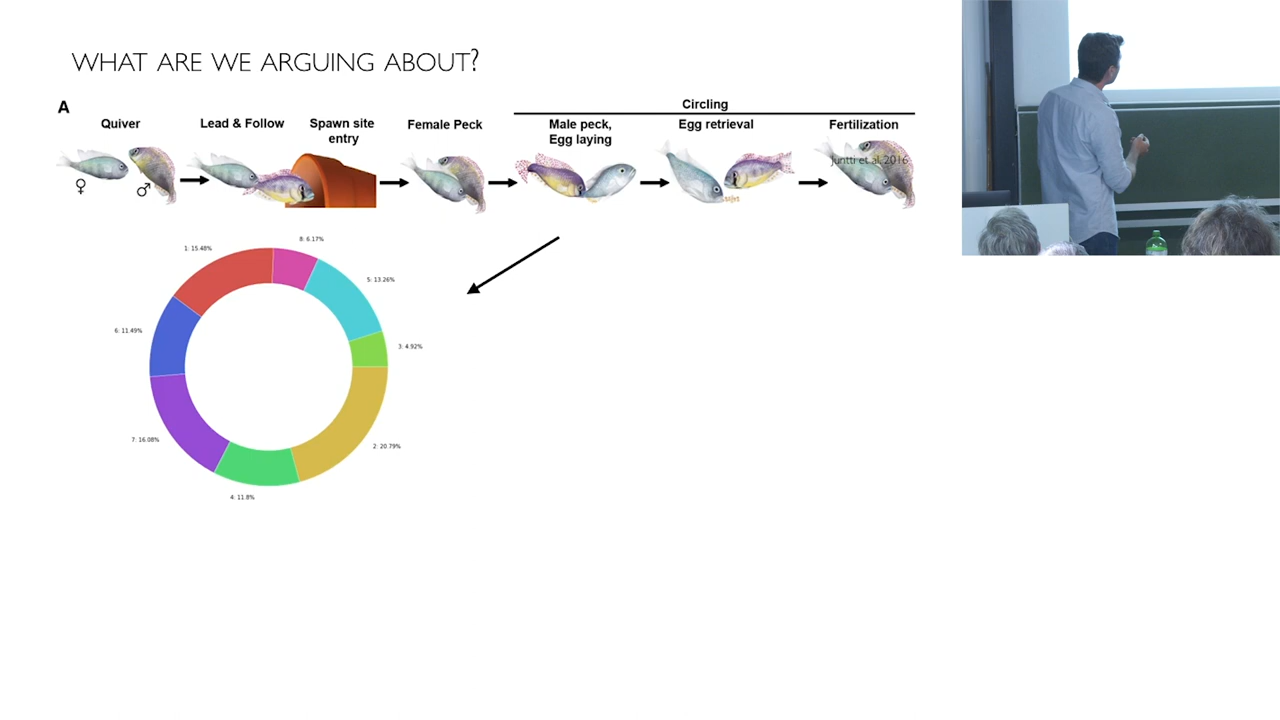 WHAT ARE WE ARGUING ABOUT?
A
Circling
Quiver
Lead & Follow
Spawn site
entry
Female Peck
Male peck,
Egg laying
Egg retrieval
Fertilization
♀
♂
Juntti et al. 2016
8: 6.17%
1: 15.48%
5: 13.26%
6: 11.49%
3: 4.92%
7: 16.08%
2: 20.79%
4: 11.8%